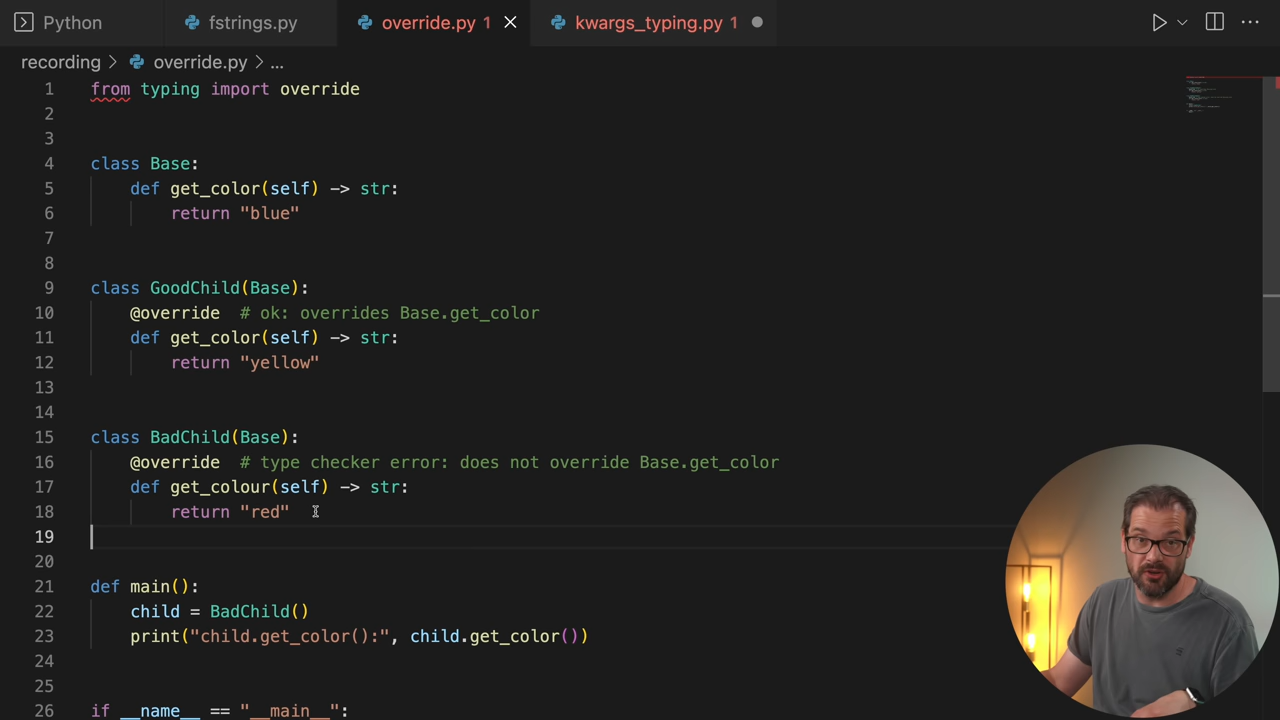 Python fstrings.py override.py 1 kwargs_typing.py 1
recording > override.py > ...
1 from typing import override
2
3
4 class Base:
5     def get_color(self) -> str:
6         return "blue"
7
8
9 class GoodChild(Base):
10     @override  # ok: overrides Base.get_color
11     def get_color(self) -> str:
12         return "yellow"
13
14
15 class BadChild(Base):
16     @override  # type checker error: does not override Base.get_color
17     def get_colour(self) -> str:
18         return "red"
19
20
21 def main():
22     child = BadChild()
23     print("child.get_color():", child.get_color())
24
25
26 if __name__ == "__main__":